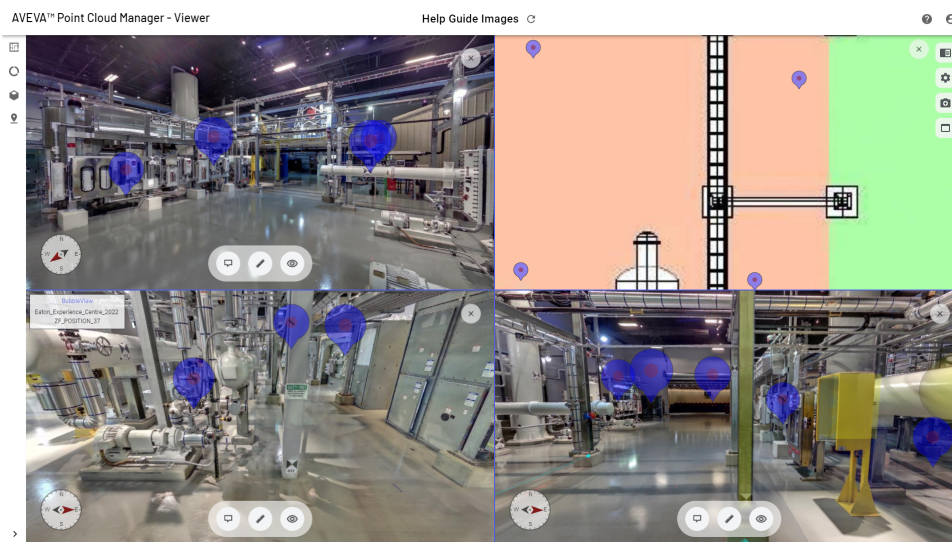 AVEVA™ Point Cloud Manager - Viewer
Help Guide Images
N
W
E
S
BubbleView
Eaton_Experience_Centre_2022
ZF_POSITION_37
N
W
E
S
N
W
E
S